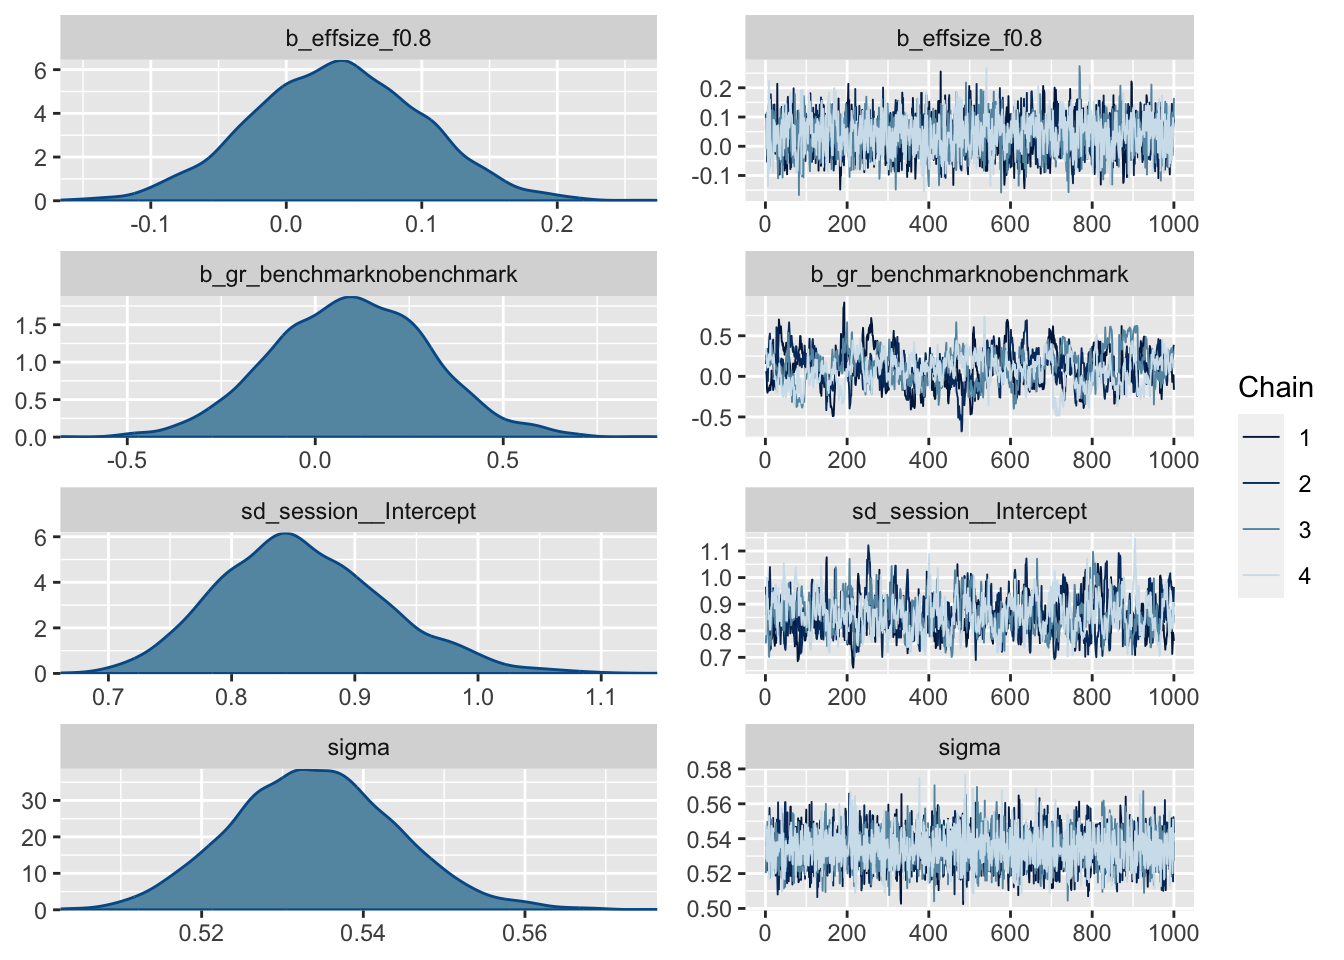 b_effsize_f0.8
6
4
2
0
-0.1 0.0 0.1 0.2
b_effsize_f0.8
0.2
0.1
0.0
-0.1
0 200 400 600 800 1000
b_gr_benchmarknobenchmark
1.5
1.0
0.5
0.0
-0.5 0.0 0.5
b_gr_benchmarknobenchmark
0.5
0.0
-0.5
0 200 400 600 800 1000
sd_session__Intercept
6
4
2
0
0.7 0.8 0.9 1.0 1.1
sd_session__Intercept
1.1
1.0
0.9
0.8
0.7
0 200 400 600 800 1000
sigma
30
20
10
0
0.52 0.54 0.56
sigma
0.58
0.56
0.54
0.52
0.50
0 200 400 600 800 1000
Chain
1
2
3
4